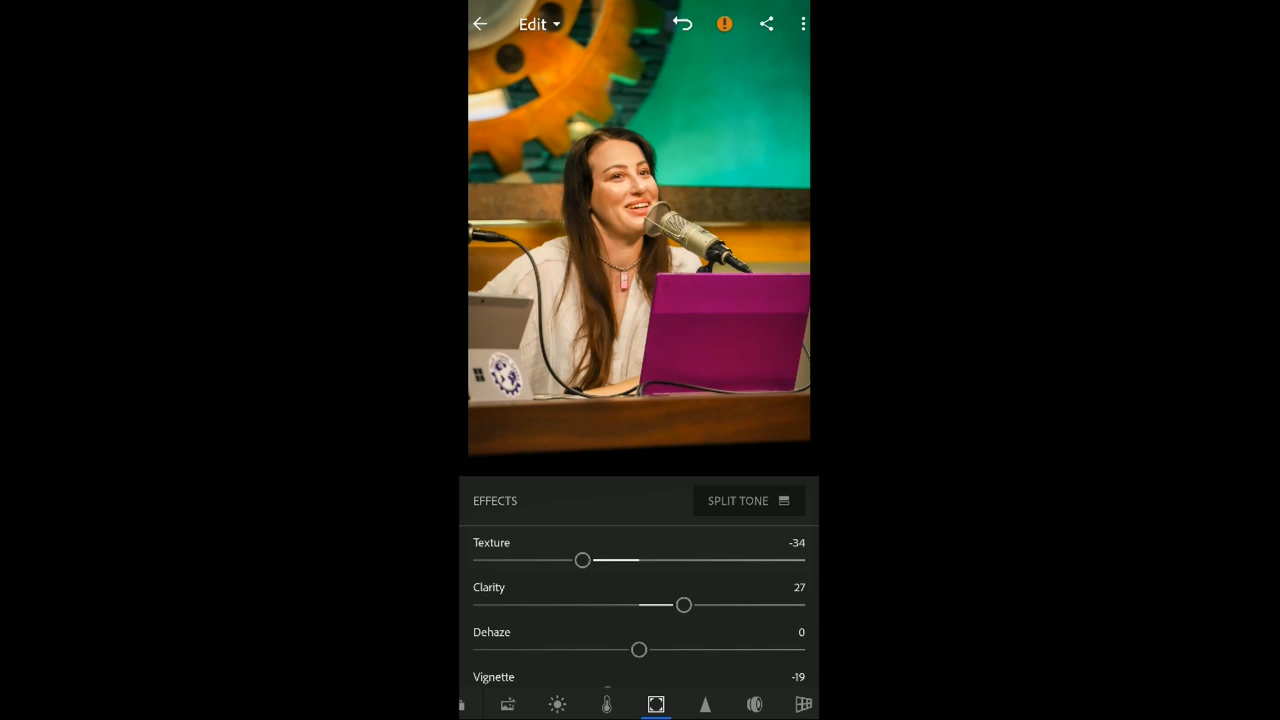 Edit
EFFECTS
SPLIT TONE
Texture -34
Clarity 27
Dehaze 0
Vignette -19